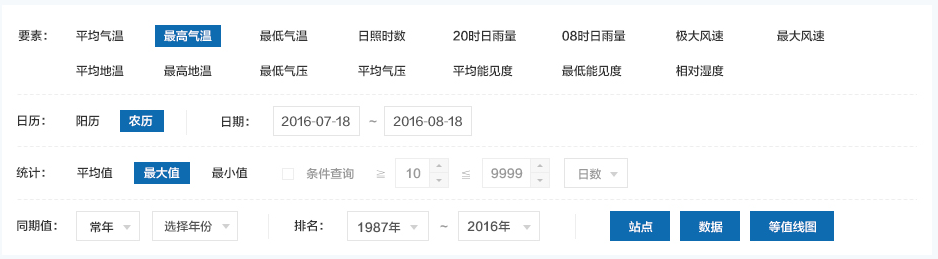 要素： 平均气温 最高气温 最低气温 日照时数 20时日雨量 08时日雨量 极大风速 最大风速
平均地温 最高地温 最低气压 平均气压 平均能见度 最低能见度 相对湿度
日历： 阳历 农历 日期： 2016-07-18 ~ 2016-08-18
统计： 平均值 最大值 最小值 条件查询 ≧ 10 ≦ 9999 日数
同期值： 常年 选择年份 排名： 1987年 ~ 2016年 站点 数据 等值线图